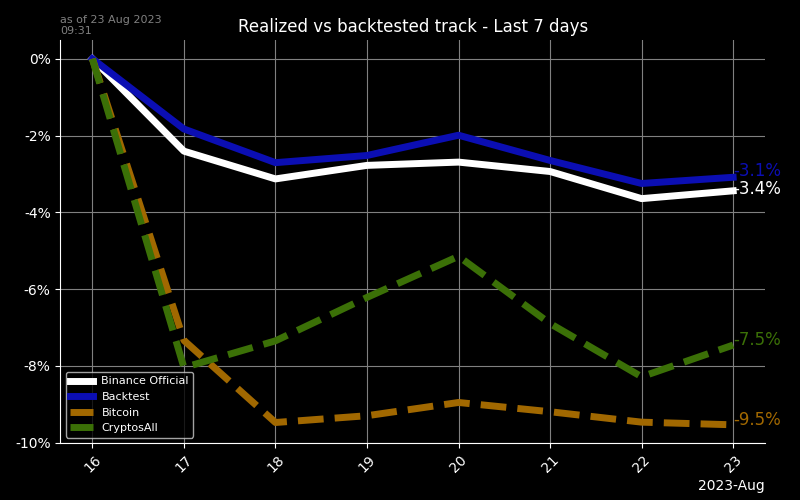 as of 23 Aug 2023
09:31
Realized vs backtested track - Last 7 days
0%
-2%
-4%
-6%
-8%
-10%
-3.1%
-3.4%
-7.5%
-9.5%
Binance Official
Backtest
Bitcoin
CryptosAll
16
17
18
19
20
21
22
23
2023-Aug